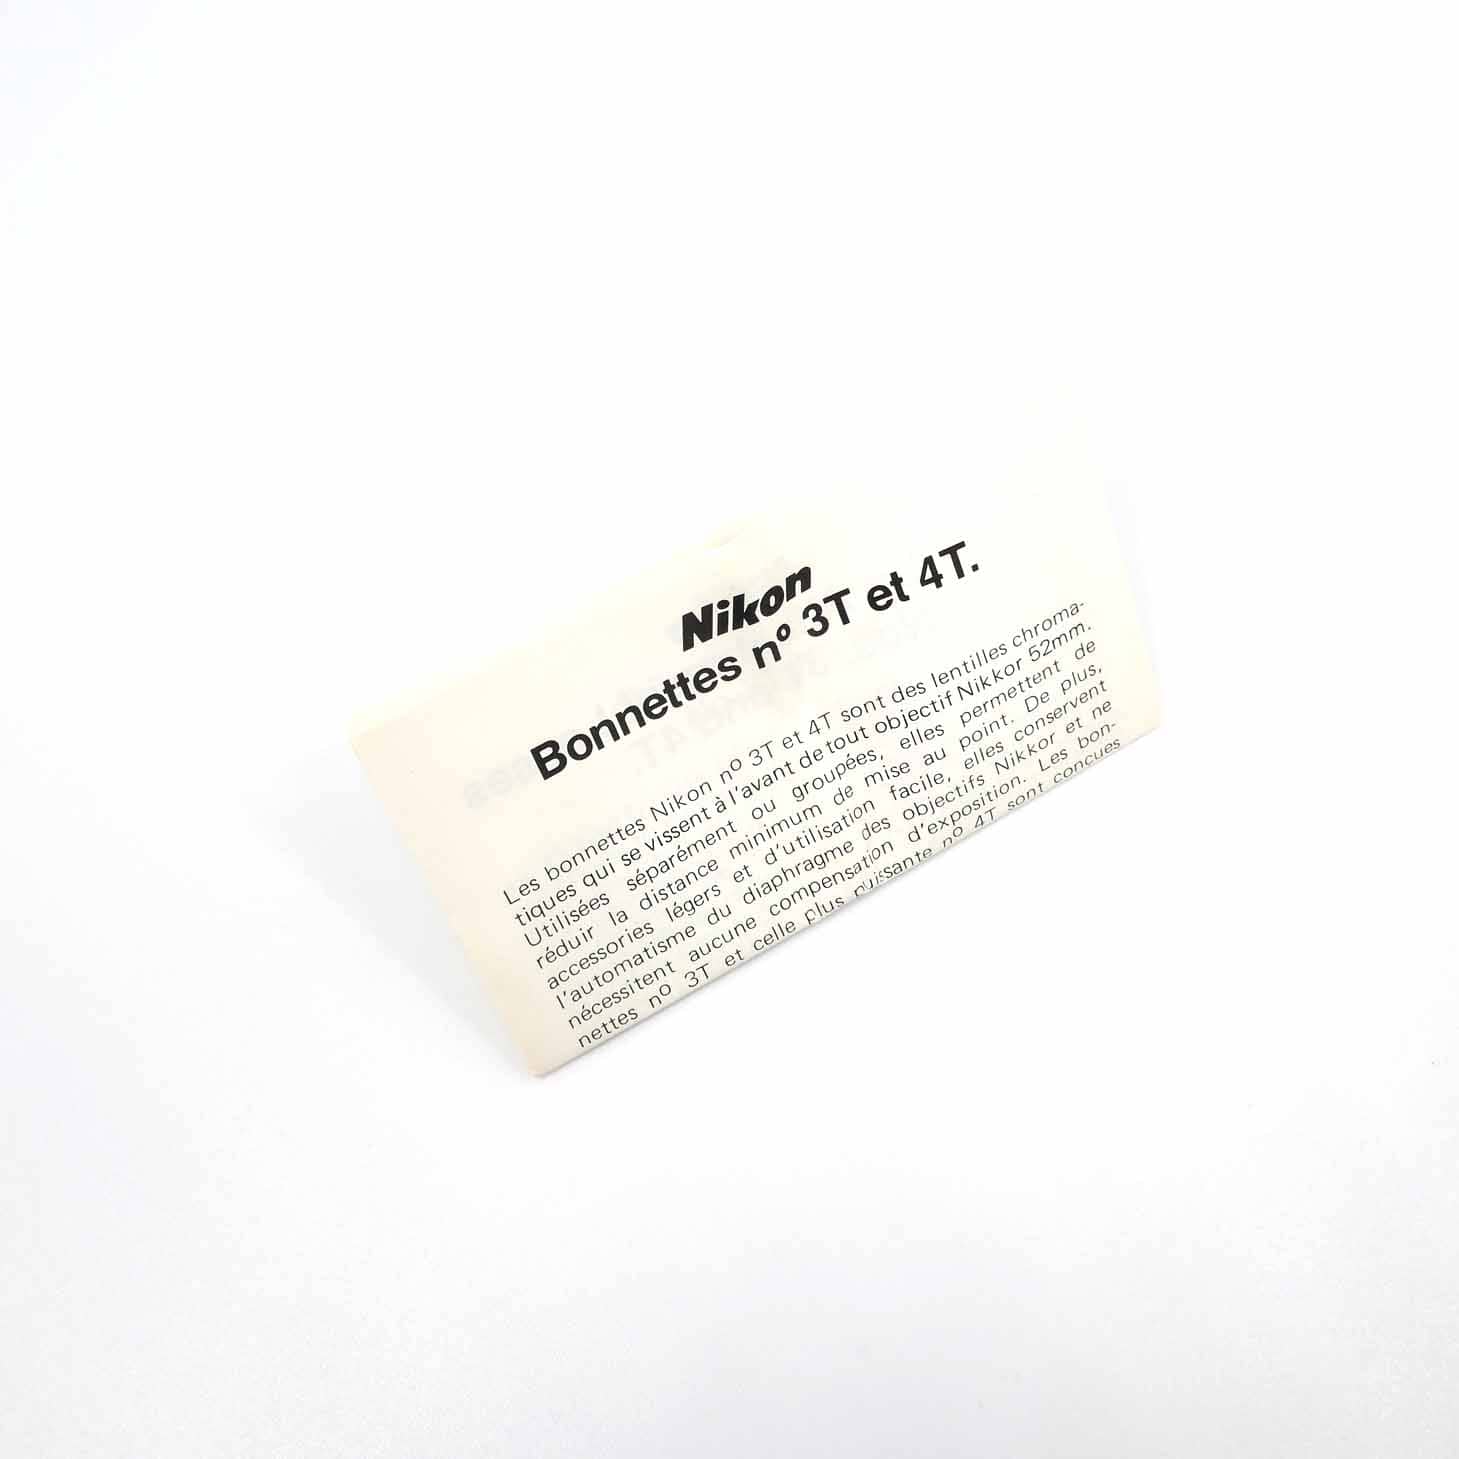 Nikon
Bonnettes nº 3T et 4T.
Les bonnettes Nikon nº 3T et 4T sont des lentilles chroma-
tiques qui se vissent à l'avant de tout objectif Nikkor 52mm.
Utilisées séparément ou groupées, elles permettent de
réduir la distance minimum de mise au point. De plus,
accessories légers et d'utilisation facile, elles conservent
l'automatisme du diaphragme des objectifs Nikkor et ne
nécessitent aucune compensation d'exposition. Les bon-
nettes nº 3T et celle plus puissante nº 4T sont concues